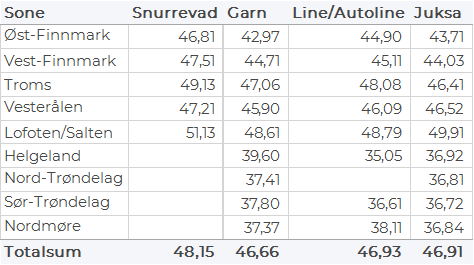 Sone Snurrevad Garn Line/Autoline Juksa
Øst-Finnmark 46,81 42,97 44,90 43,71
Vest-Finnmark 47,51 44,71 45,11 44,03
Troms 49,13 47,06 48,08 46,41
Vesterålen 47,21 45,90 46,09 46,52
Lofoten/Salten 51,13 48,61 48,79 49,91
Helgeland 39,60 35,05 36,92
Nord-Trøndelag 37,41 36,81
Sør-Trøndelag 37,80 36,61 36,72
Nordmøre 37,37 38,11 36,84
Totalsum 48,15 46,66 46,93 46,91